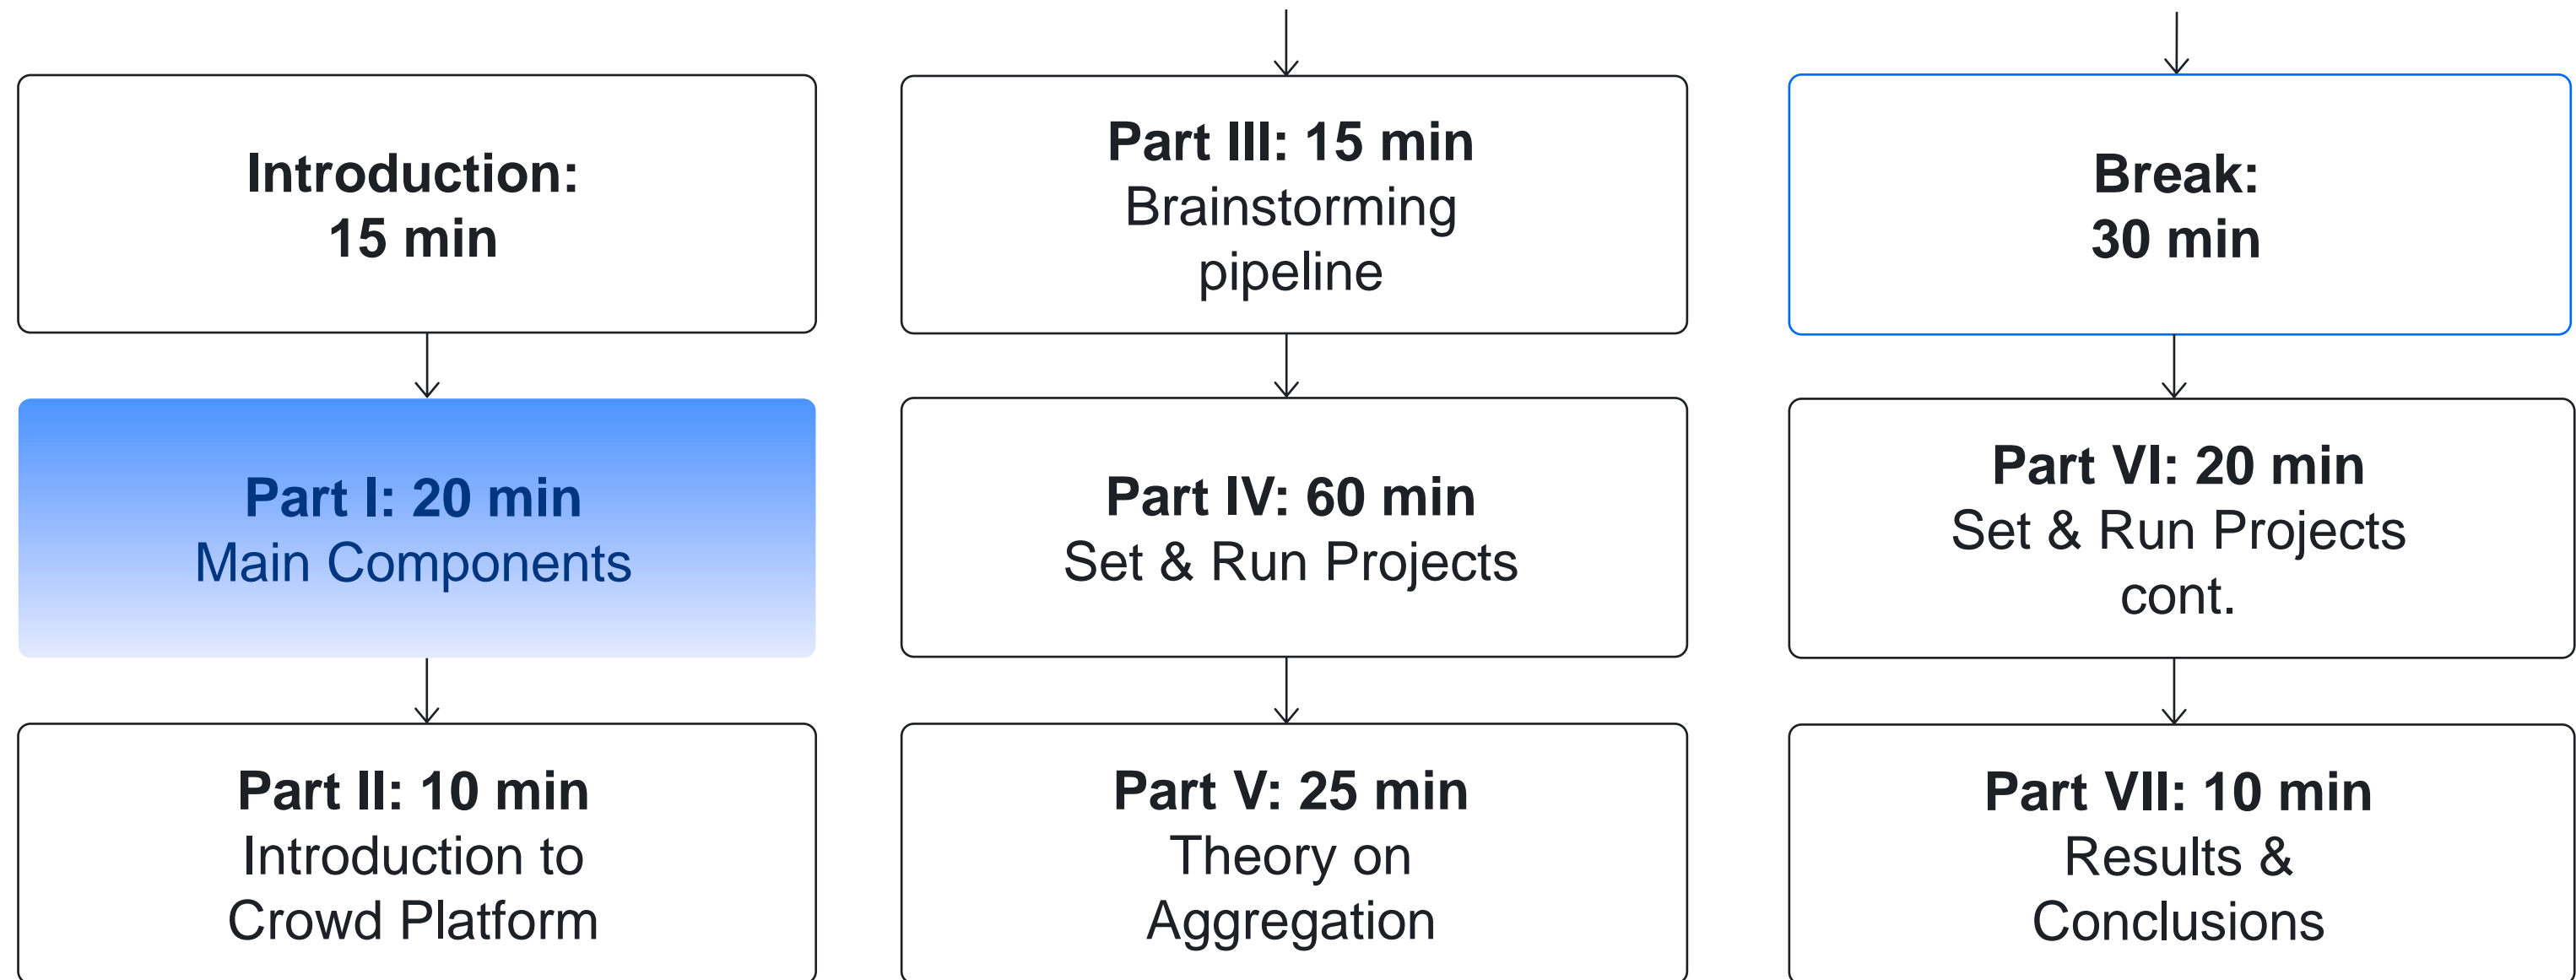 Introduction:
15 min
Part I: 20 min
Main Components
Part II: 10 min
Introduction to
Crowd Platform
Part III: 15 min
Brainstorming
pipeline
Part IV: 60 min
Set & Run Projects
Part V: 25 min
Theory on
Aggregation
Break:
30 min
Part VI: 20 min
Set & Run Projects
cont.
Part VII: 10 min
Results &
Conclusions